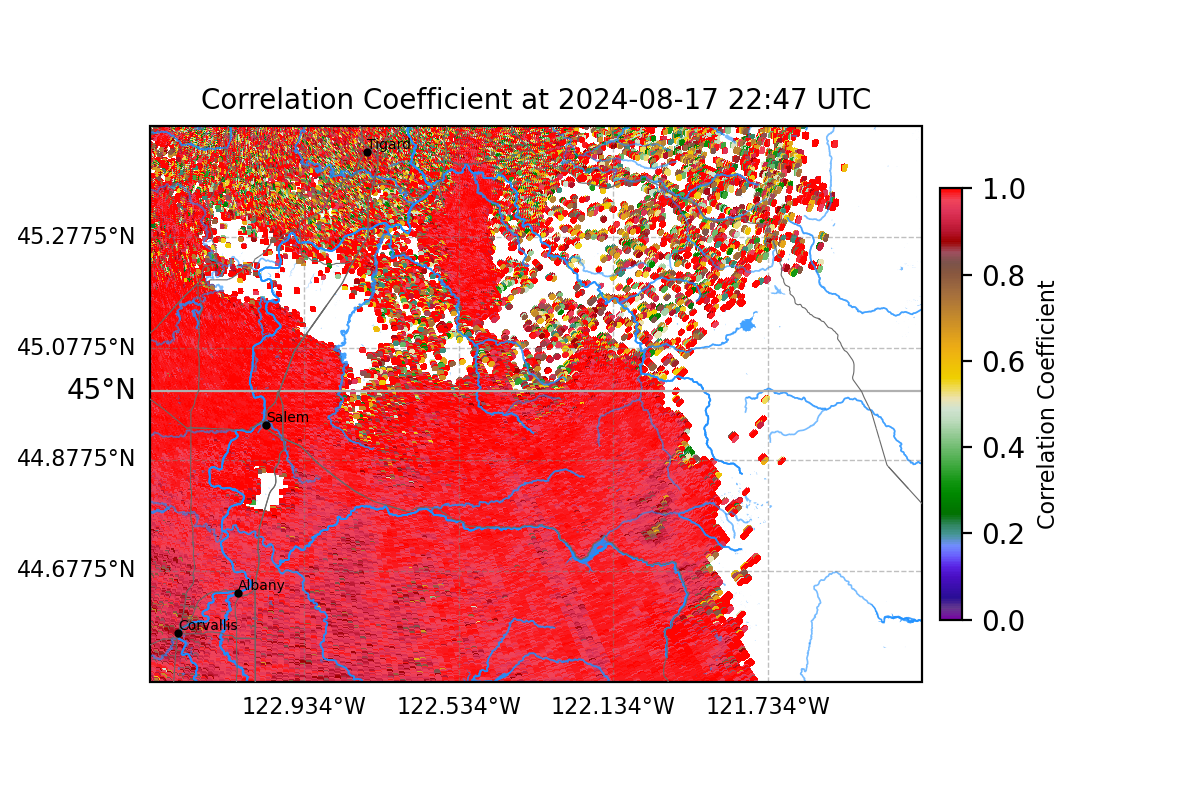 Correlation Coefficient at 2024-08-17 22:47 UTC
Tigard
45.2775°N
45.0775°N
45°N
Salem
44.8775°N
44.6775°N
Albany
Corvallis
122.934°W
122.534°W
122.134°W
121.734°W
1.0
0.8
0.6
0.4
0.2
0.0
Correlation Coefficient